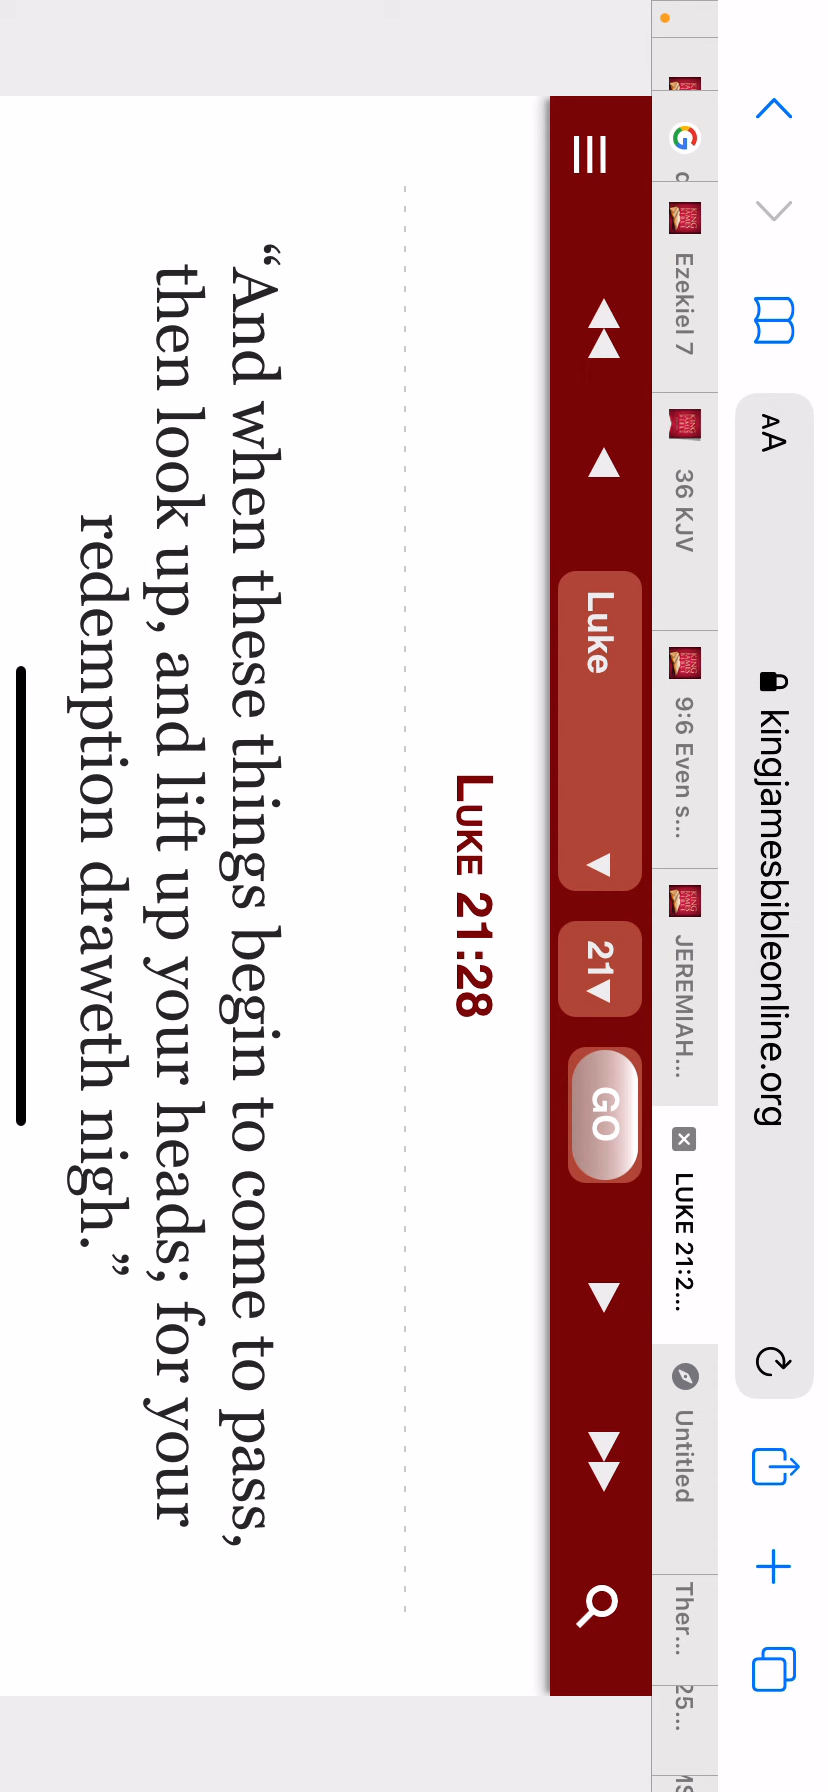 AA kingjamesbibleonline.org
Ezekiel 7
36 KJV
9:6 Even s...
JEREMIAH...
LUKE 21:2...
Untitled
Ther...
25...
Luke
21
GO
LUKE 21:28
“And when these things begin to come to pass,
then look up, and lift up your heads; for your
redemption draweth nigh.”